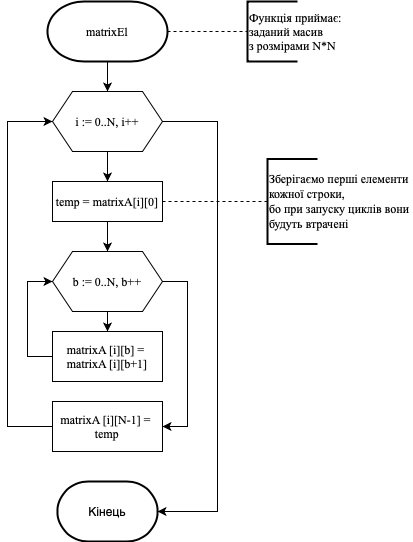 matrixEl
Функція приймає:
заданий масив
з розмірами N*N
i := 0..N, i++
temp = matrixA[i][0]
Зберігаємо перші елементи
кожної строки,
бо при запуску циклів вони
будуть втрачені
b := 0..N, b++
matrixA [i][b] =
matrixA [i][b+1]
matrixA [i][N-1] =
temp
Кінець